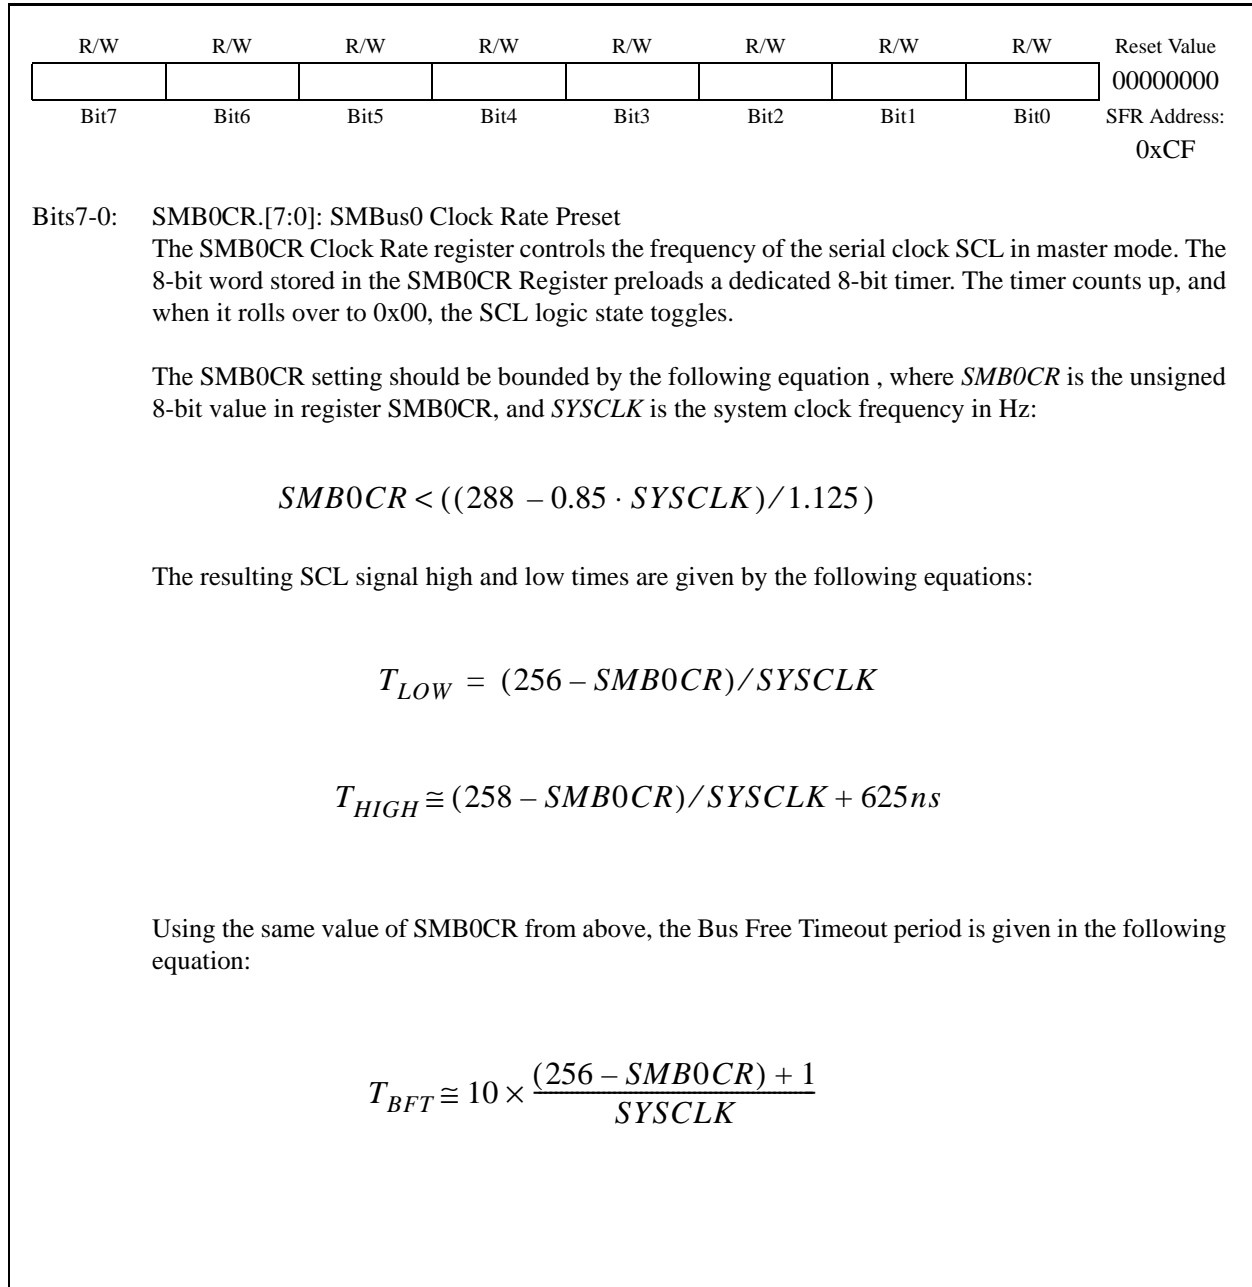 R/W R/W R/W R/W R/W R/W R/W R/W Reset Value
00000000
Bit7 Bit6 Bit5 Bit4 Bit3 Bit2 Bit1 Bit0 SFR Address:
0xCF
Bits7-0: SMB0CR.[7:0]: SMBus0 Clock Rate Preset
The SMB0CR Clock Rate register controls the frequency of the serial clock SCL in master mode. The
8-bit word stored in the SMB0CR Register preloads a dedicated 8-bit timer. The timer counts up, and
when it rolls over to 0x00, the SCL logic state toggles.
The SMB0CR setting should be bounded by the following equation , where SMB0CR is the unsigned
8-bit value in register SMB0CR, and SYSCLK is the system clock frequency in Hz:
SMB0CR < ((288 – 0.85 · SYSCLK)/1.125)
The resulting SCL signal high and low times are given by the following equations:
T_LOW = (256 – SMB0CR)/SYSCLK
T_HIGH ≅ (258 – SMB0CR)/SYSCLK + 625ns
Using the same value of SMB0CR from above, the Bus Free Timeout period is given in the following
equation:
T_BFT ≅ 10 × (256 – SMB0CR) + 1
SYSCLK